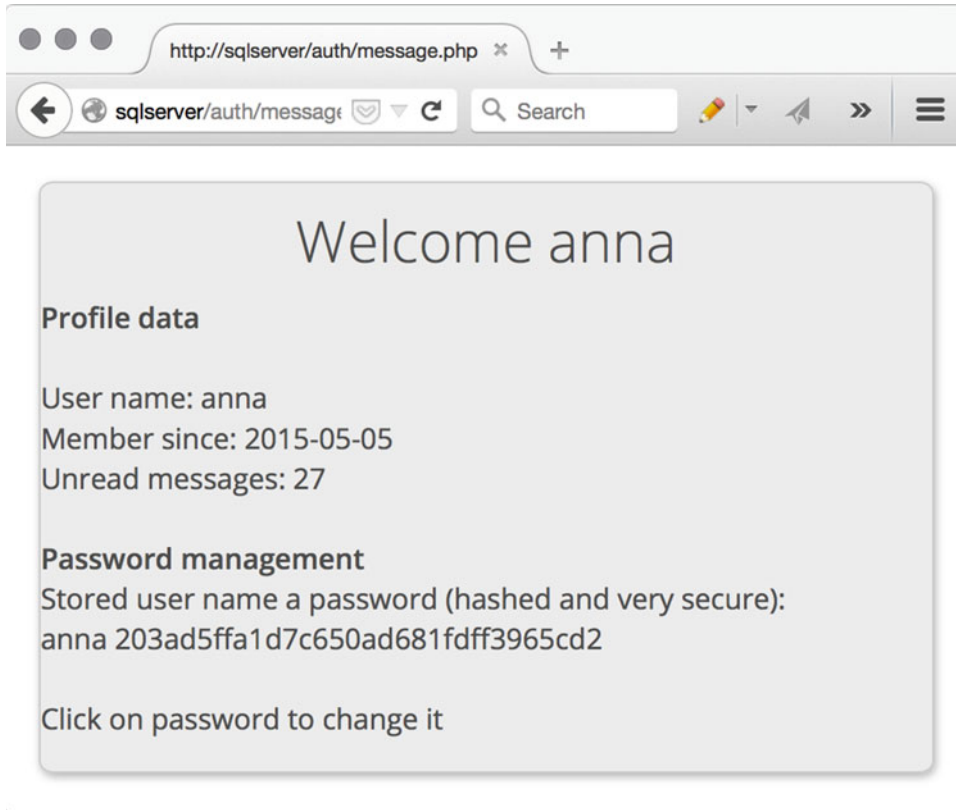 http://sqlserver/auth/message.php
sqlserver/auth/message
Search
Welcome anna
Profile data
User name: anna
Member since: 2015-05-05
Unread messages: 27
Password management
Stored user name a password (hashed and very secure):
anna 203ad5ffa1d7c650ad681fdff3965cd2
Click on password to change it